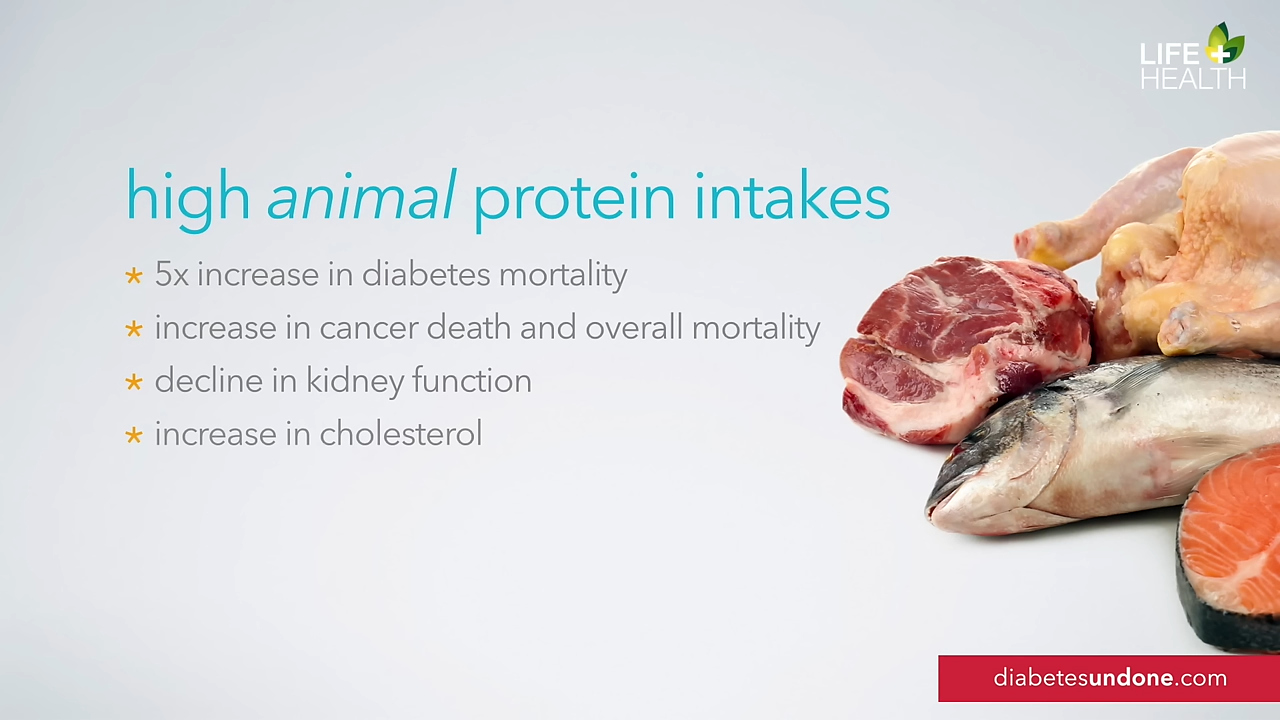 LIFE +
HEALTH
high animal protein intakes
* 5x increase in diabetes mortality
* increase in cancer death and overall mortality
* decline in kidney function
* increase in cholesterol
diabetesundone.com